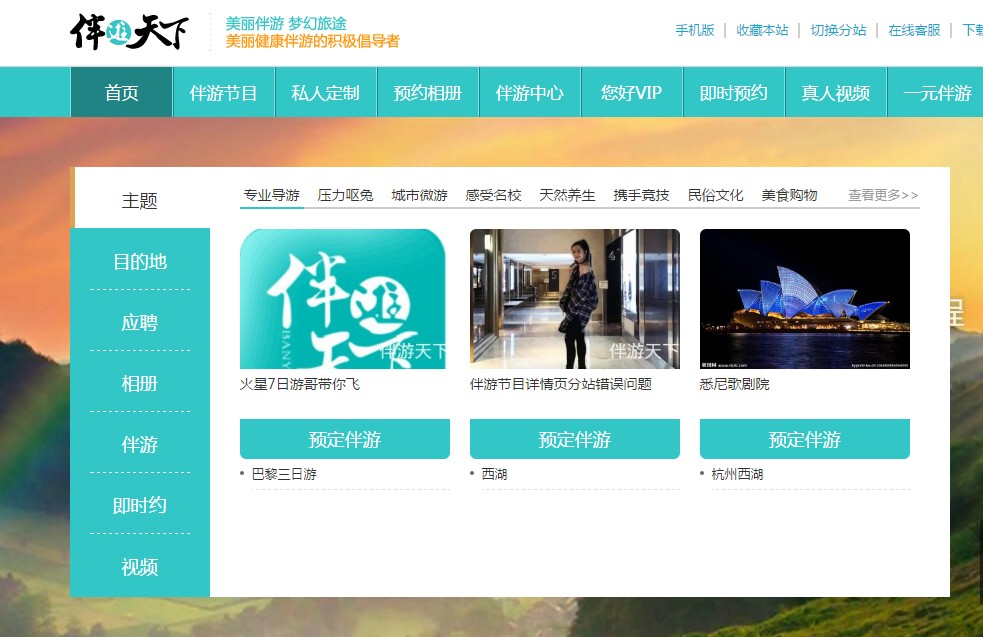 伴游天下
美丽伴游 梦幻旅途
美丽健康伴游的积极倡导者
手机版 收藏本站 切换分站 在线客服 下载
首页 伴游节目 私人定制 预约相册 伴游中心 您好VIP 即时预约 真人视频 一元伴游
主题
目的地
应聘
相册
伴游
即时约
视频
专业导游 压力呕免 城市微游 感受名校 天然养生 携手竞技 民俗文化 美食购物 查看更多>>
伴游天下
伴游天下
伴游天下
火星7日游哥带你飞 伴游节目详情页分站错误问题 悉尼歌剧院
预定伴游 预定伴游 预定伴游
巴黎三日游 西湖 杭州西湖
程